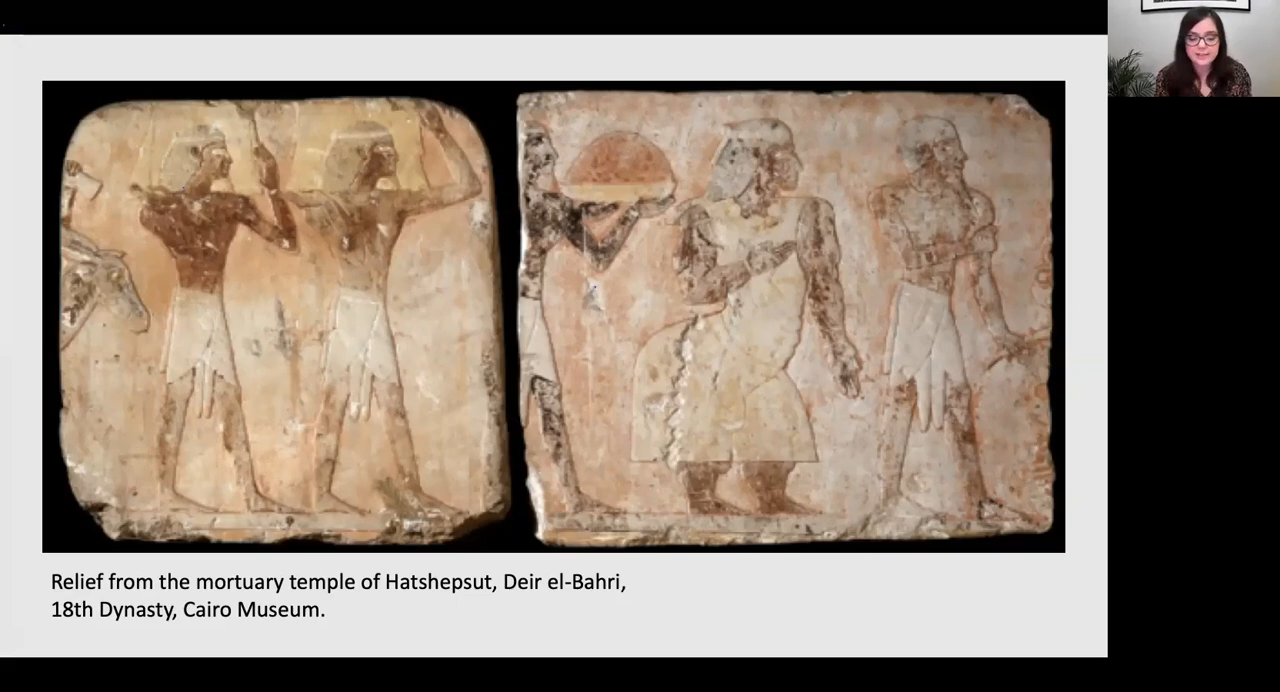 Relief from the mortuary temple of Hatshepsut, Deir el-Bahri,
18th Dynasty, Cairo Museum.